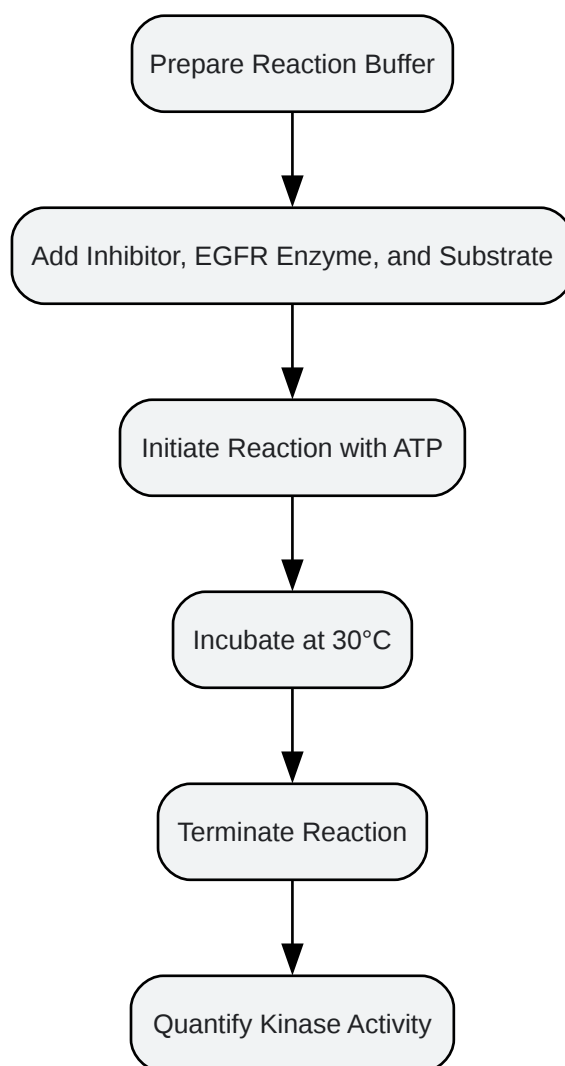 Prepare Reaction Buffer
Add Inhibitor, EGFR Enzyme, and Substrate
Initiate Reaction with ATP
Incubate at 30°C
Terminate Reaction
Quantify Kinase Activity